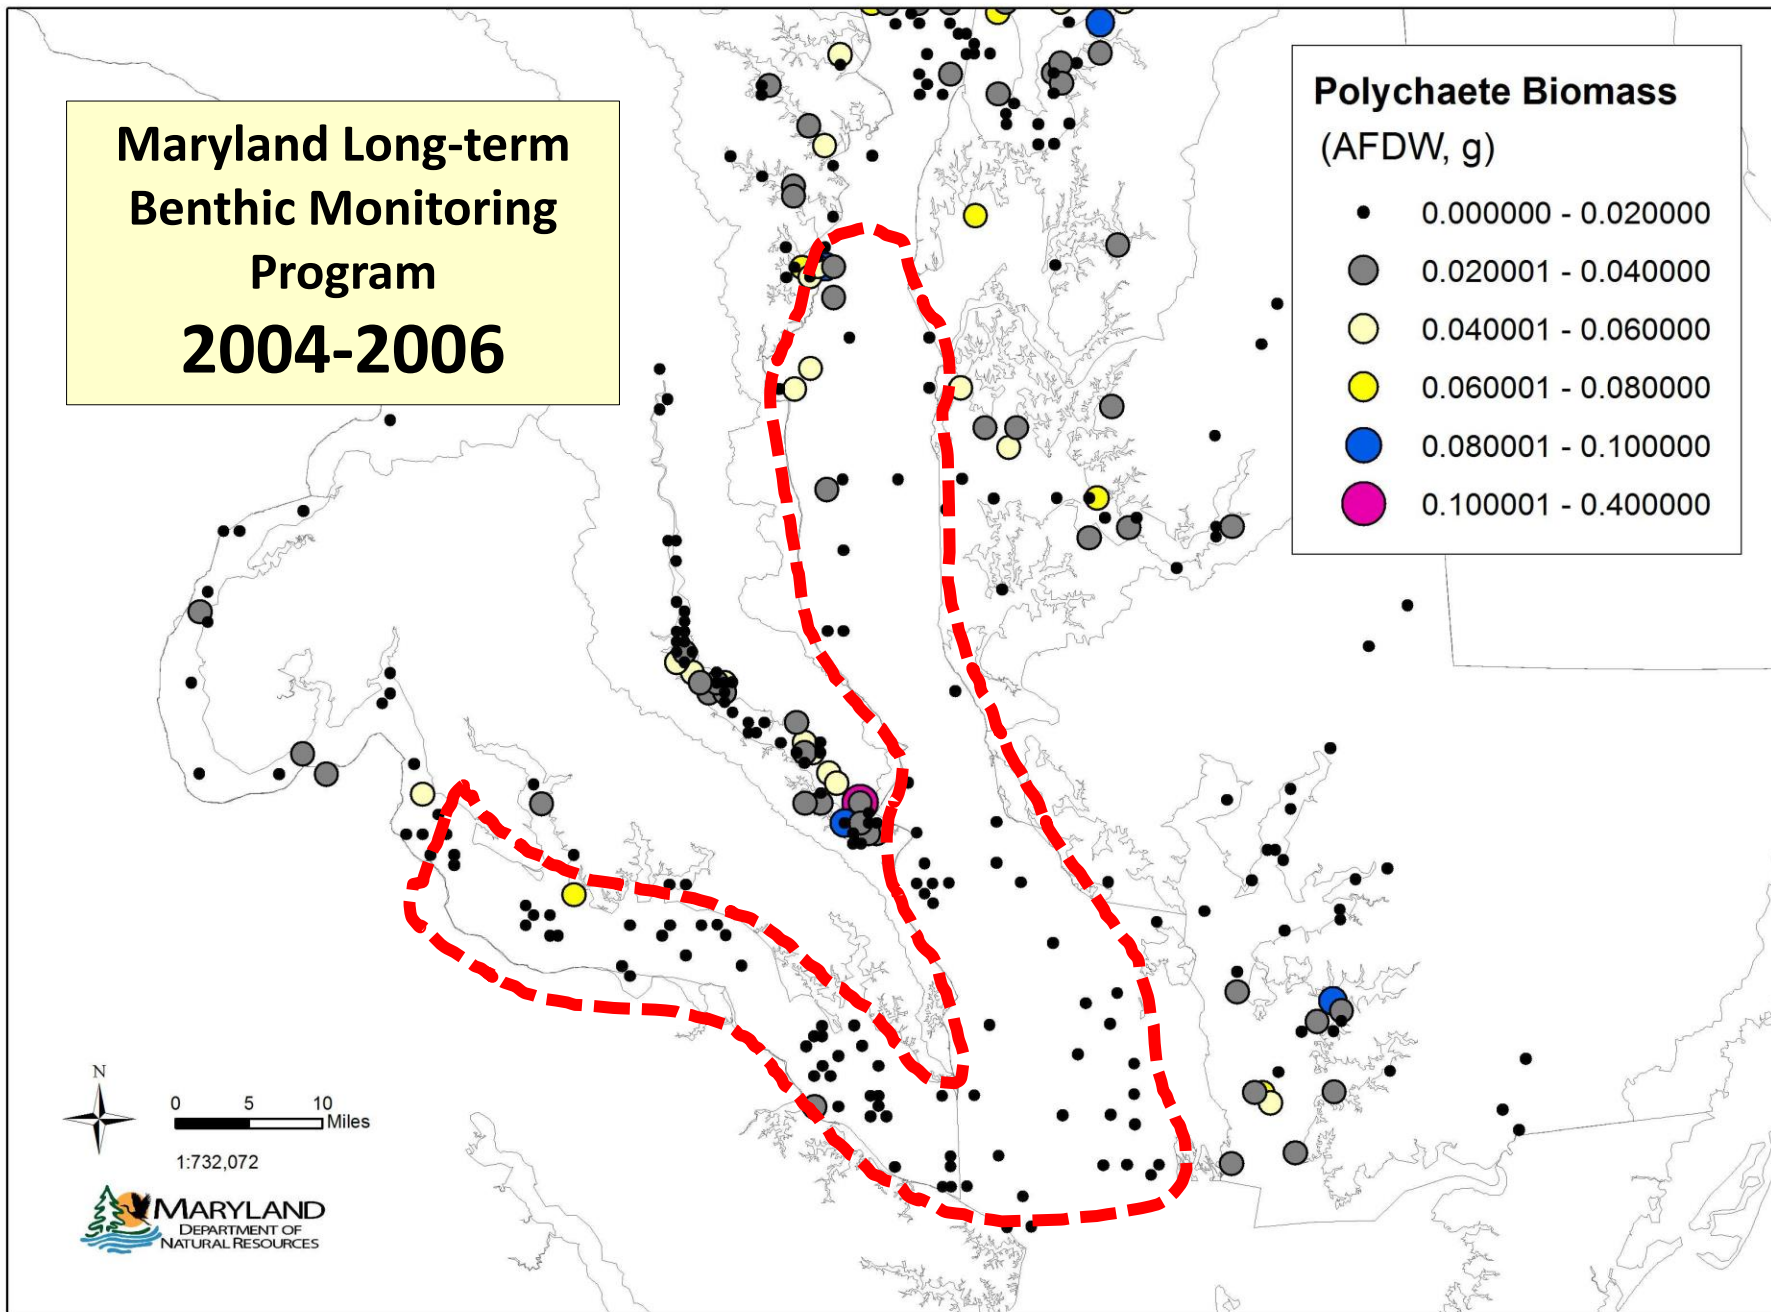 Maryland Long-term
Benthic Monitoring
Program
2004-2006
Polychaete Biomass
(AFDW, g)
0.000000 - 0.020000
0.020001 - 0.040000
0.040001 - 0.060000
0.060001 - 0.080000
0.080001 - 0.100000
0.100001 - 0.400000
N
0 5 10
Miles
1:732,072
MARYLAND
DEPARTMENT OF
NATURAL RESOURCES